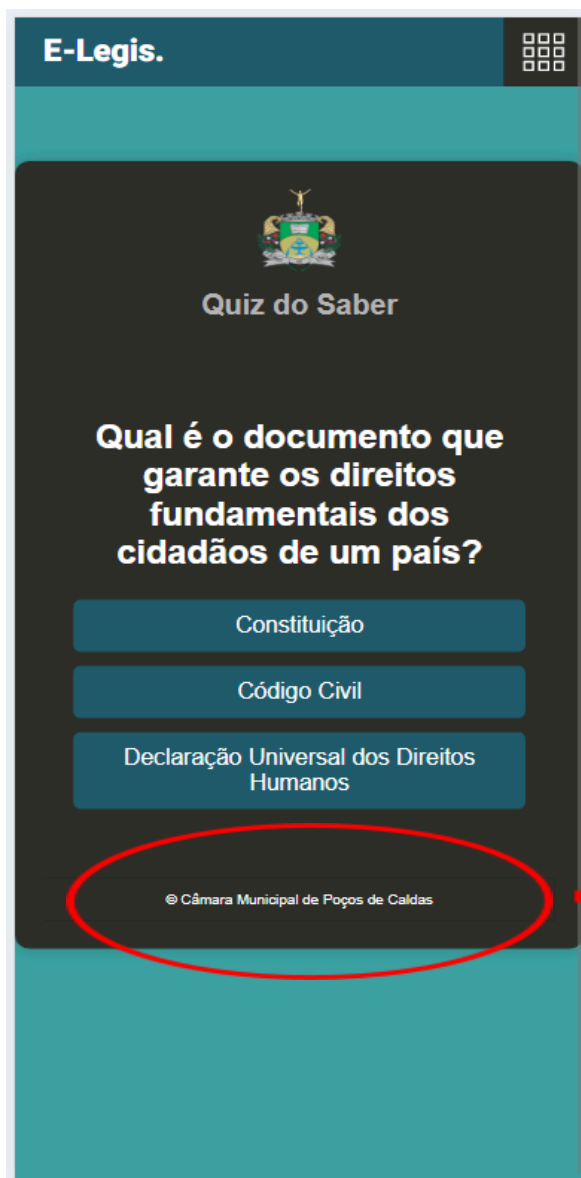 E-Legis.
Quiz do Saber
Qual é o documento que
garante os direitos
fundamentais dos
cidadãos de um país?
Constituição
Código Civil
Declaração Universal dos Direitos
Humanos
© Câmara Municipal de Poços de Caldas